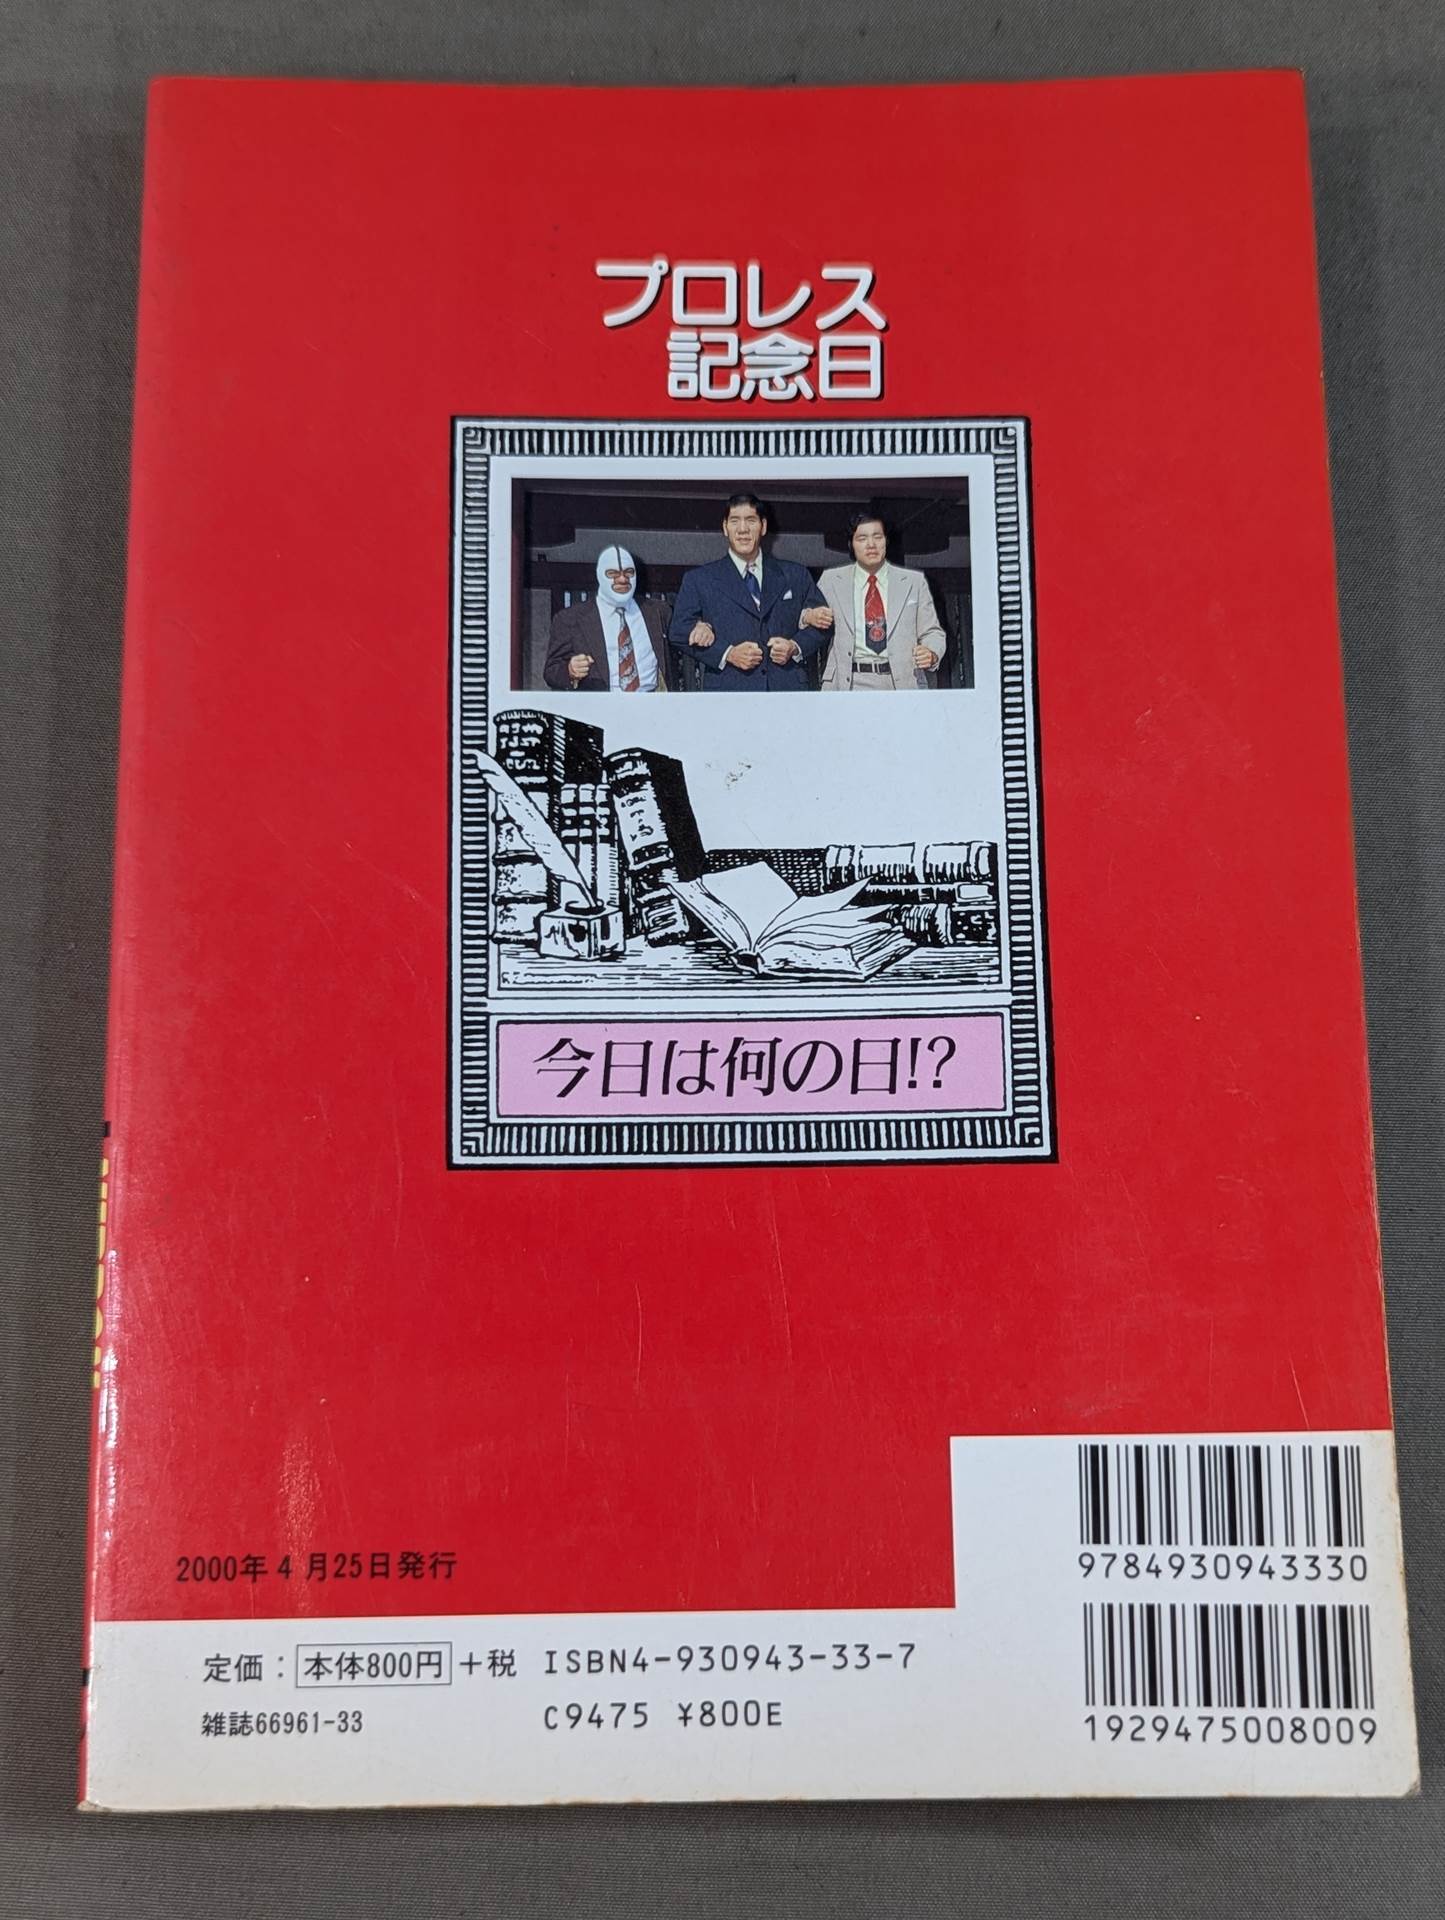 プロレス
記念日
今日は何の日!?
2000年4月25日発行
9784930943330
定価：本体800円＋税 ISBN4-930943-33-7
雑誌66961-33
C9475 ¥800E
1929475008009